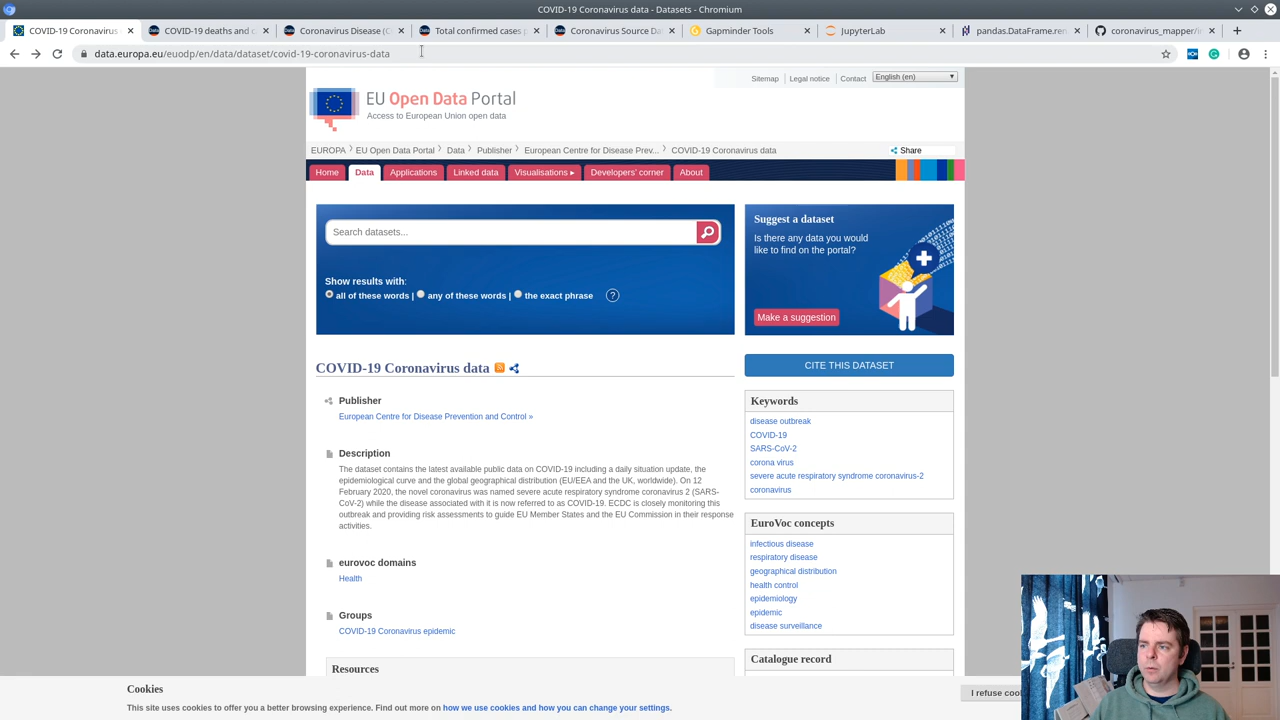 COVID-19 Coronavirus data - Datasets - Chromium
COVID-19 Coronavirus
COVID-19 deaths and c
Coronavirus Disease (C
Total confirmed cases p
Coronavirus Source Dat
Gapminder Tools
JupyterLab
pandas.DataFrame.ren
coronavirus_mapper/in
data.europa.eu/euodp/en/data/dataset/covid-19-coronavirus-data
Sitemap Legal notice Contact English (en)
EU Open Data Portal
Access to European Union open data
EUROPA > EU Open Data Portal > Data > Publisher > European Centre for Disease Prev... > COVID-19 Coronavirus data
Share
Home Data Applications Linked data Visualisations ▸ Developers' corner About
Search datasets...
Show results with:
all of these words | any of these words | the exact phrase ?
Suggest a dataset
Is there any data you would
like to find on the portal?
Make a suggestion
COVID-19 Coronavirus data
CITE THIS DATASET
Publisher
European Centre for Disease Prevention and Control »
Description
The dataset contains the latest available public data on COVID-19 including a daily situation update, the
epidemiological curve and the global geographical distribution (EU/EEA and the UK, worldwide). On 12
February 2020, the novel coronavirus was named severe acute respiratory syndrome coronavirus 2 (SARS-
CoV-2) while the disease associated with it is now referred to as COVID-19. ECDC is closely monitoring this
outbreak and providing risk assessments to guide EU Member States and the EU Commission in their response
activities.
eurovoc domains
Health
Groups
COVID-19 Coronavirus epidemic
Resources
Keywords
disease outbreak
COVID-19
SARS-CoV-2
corona virus
severe acute respiratory syndrome coronavirus-2
coronavirus
EuroVoc concepts
infectious disease
respiratory disease
geographical distribution
health control
epidemiology
epidemic
disease surveillance
Catalogue record
Cookies
This site uses cookies to offer you a better browsing experience. Find out more on how we use cookies and how you can change your settings.
I refuse cook